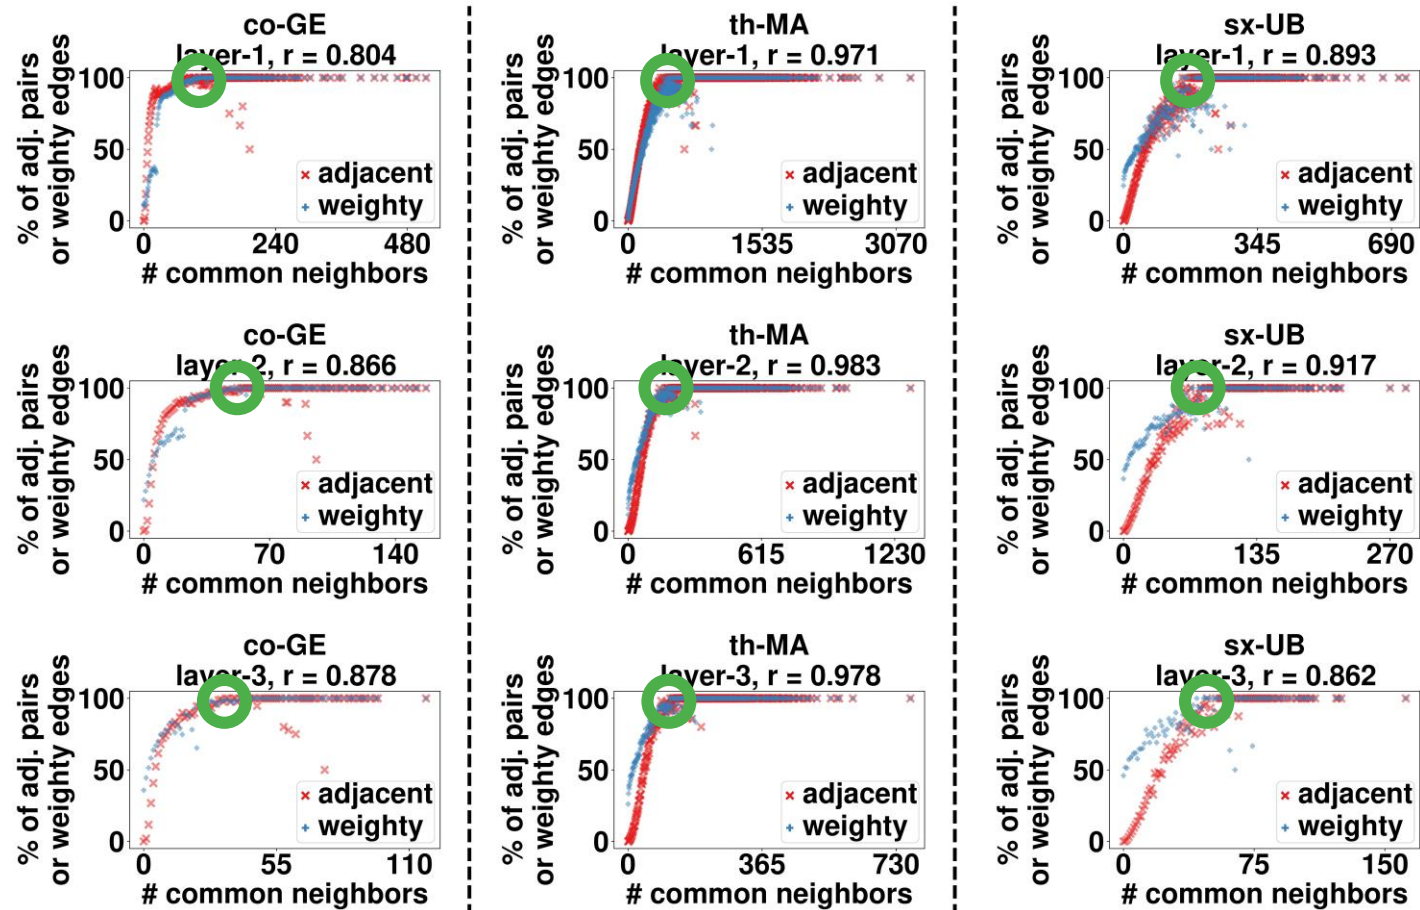 co-GE
layer-1, r = 0.804
% of adj. pairs
or weighty edges
100
50
0
adjacent
weighty
0 240 480
# common neighbors
th-MA
layer-1, r = 0.971
% of adj. pairs
or weighty edges
100
50
0
adjacent
weighty
0 1535 3070
# common neighbors
sx-UB
layer-1, r = 0.893
% of adj. pairs
or weighty edges
100
50
0
adjacent
weighty
0 345 690
# common neighbors
co-GE
layer-2, r = 0.866
% of adj. pairs
or weighty edges
100
50
0
adjacent
weighty
0 70 140
# common neighbors
th-MA
layer-2, r = 0.983
% of adj. pairs
or weighty edges
100
50
0
adjacent
weighty
0 615 1230
# common neighbors
sx-UB
layer-2, r = 0.917
% of adj. pairs
or weighty edges
100
50
0
adjacent
weighty
0 135 270
# common neighbors
co-GE
layer-3, r = 0.878
% of adj. pairs
or weighty edges
100
50
0
adjacent
weighty
0 55 110
# common neighbors
th-MA
layer-3, r = 0.978
% of adj. pairs
or weighty edges
100
50
0
adjacent
weighty
0 365 730
# common neighbors
sx-UB
layer-3, r = 0.862
% of adj. pairs
or weighty edges
100
50
0
adjacent
weighty
0 75 150
# common neighbors